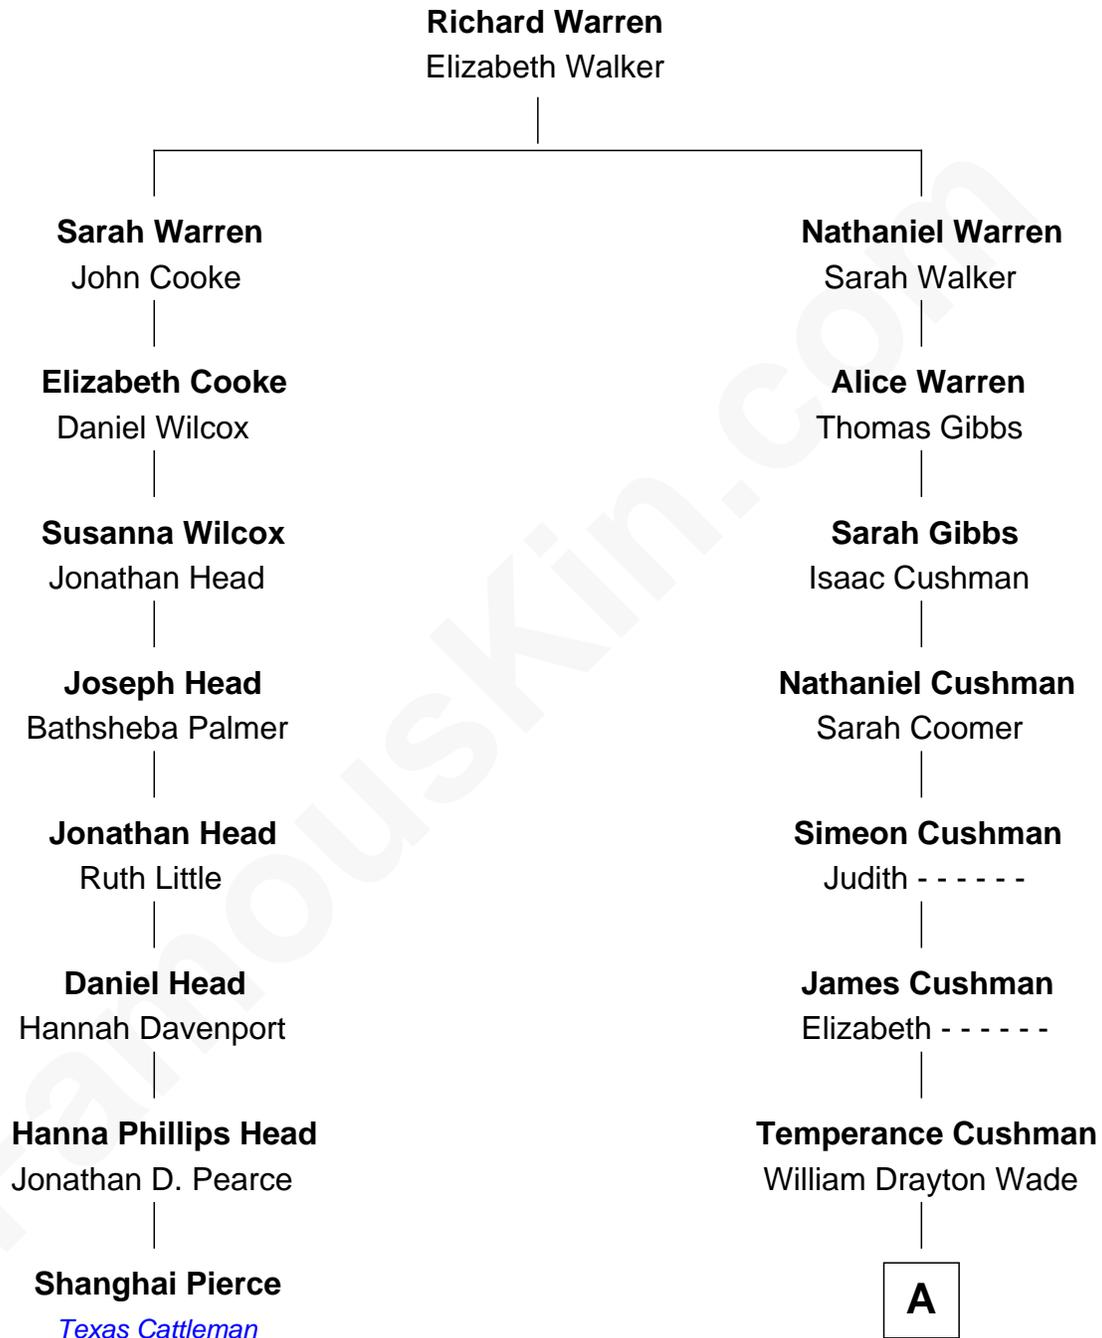 Richard Warren
Elizabeth Walker
Sarah Warren
John Cooke
Nathaniel Warren
Sarah Walker
Elizabeth Cooke
Daniel Wilcox
Alice Warren
Thomas Gibbs
Susanna Wilcox
Jonathan Head
Sarah Gibbs
Isaac Cushman
Joseph Head
Bathsheba Palmer
Nathaniel Cushman
Sarah Coomer
Jonathan Head
Ruth Little
Simeon Cushman
Judith - - - - - -
Daniel Head
Hannah Davenport
James Cushman
Elizabeth - - - - - -
Hanna Phillips Head
Jonathan D. Pearce
Temperance Cushman
William Drayton Wade
Shanghai Pierce
Texas Cattleman
A
FamousKin.com